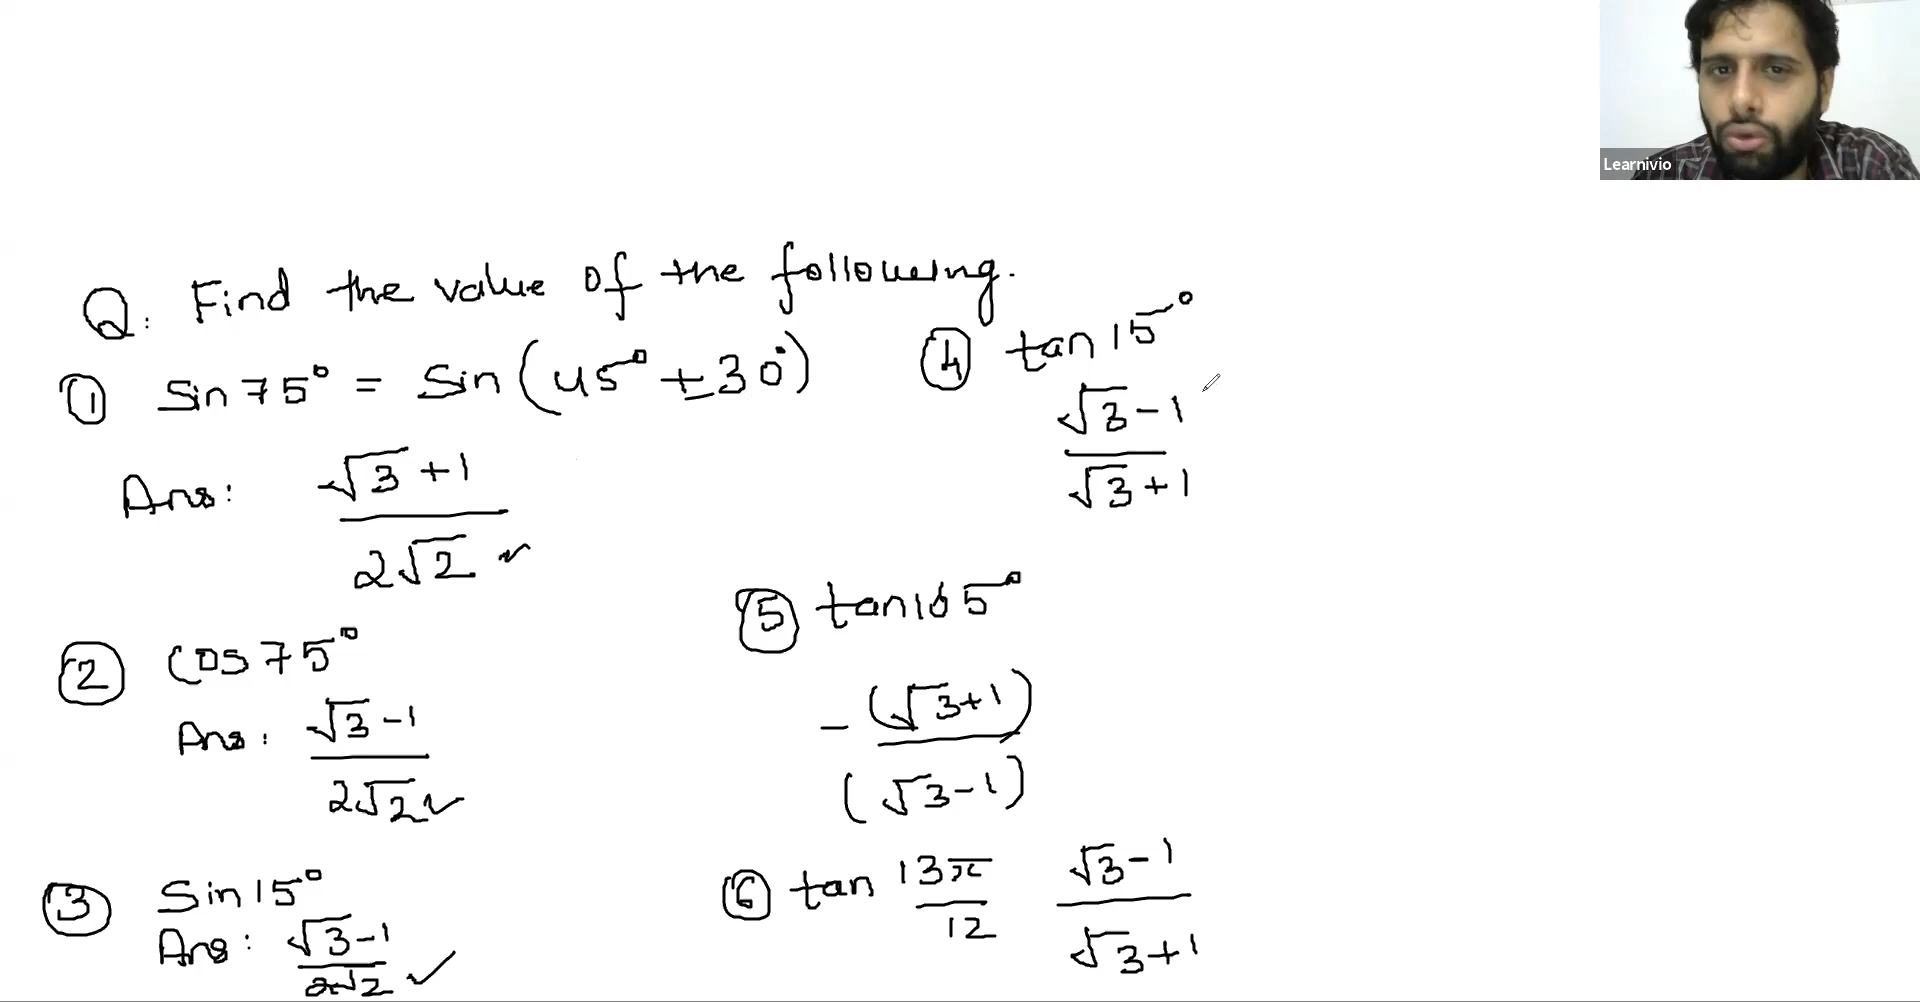 Learnivio
Q. Find the value of the following.
① Sin 75° = Sin (45° + 30°)
Ans: √3 + 1
2√2 ✓
② Cos 75°
Ans: √3 - 1
2√2 ✓
③ Sin 15°
Ans: √3 - 1
2√2 ✓
④ tan 15°
√3 - 1
√3 + 1
⑤ tan 105°
- (√3 + 1)
(√3 - 1)
⑥ tan 13π √3 - 1
12 √3 + 1